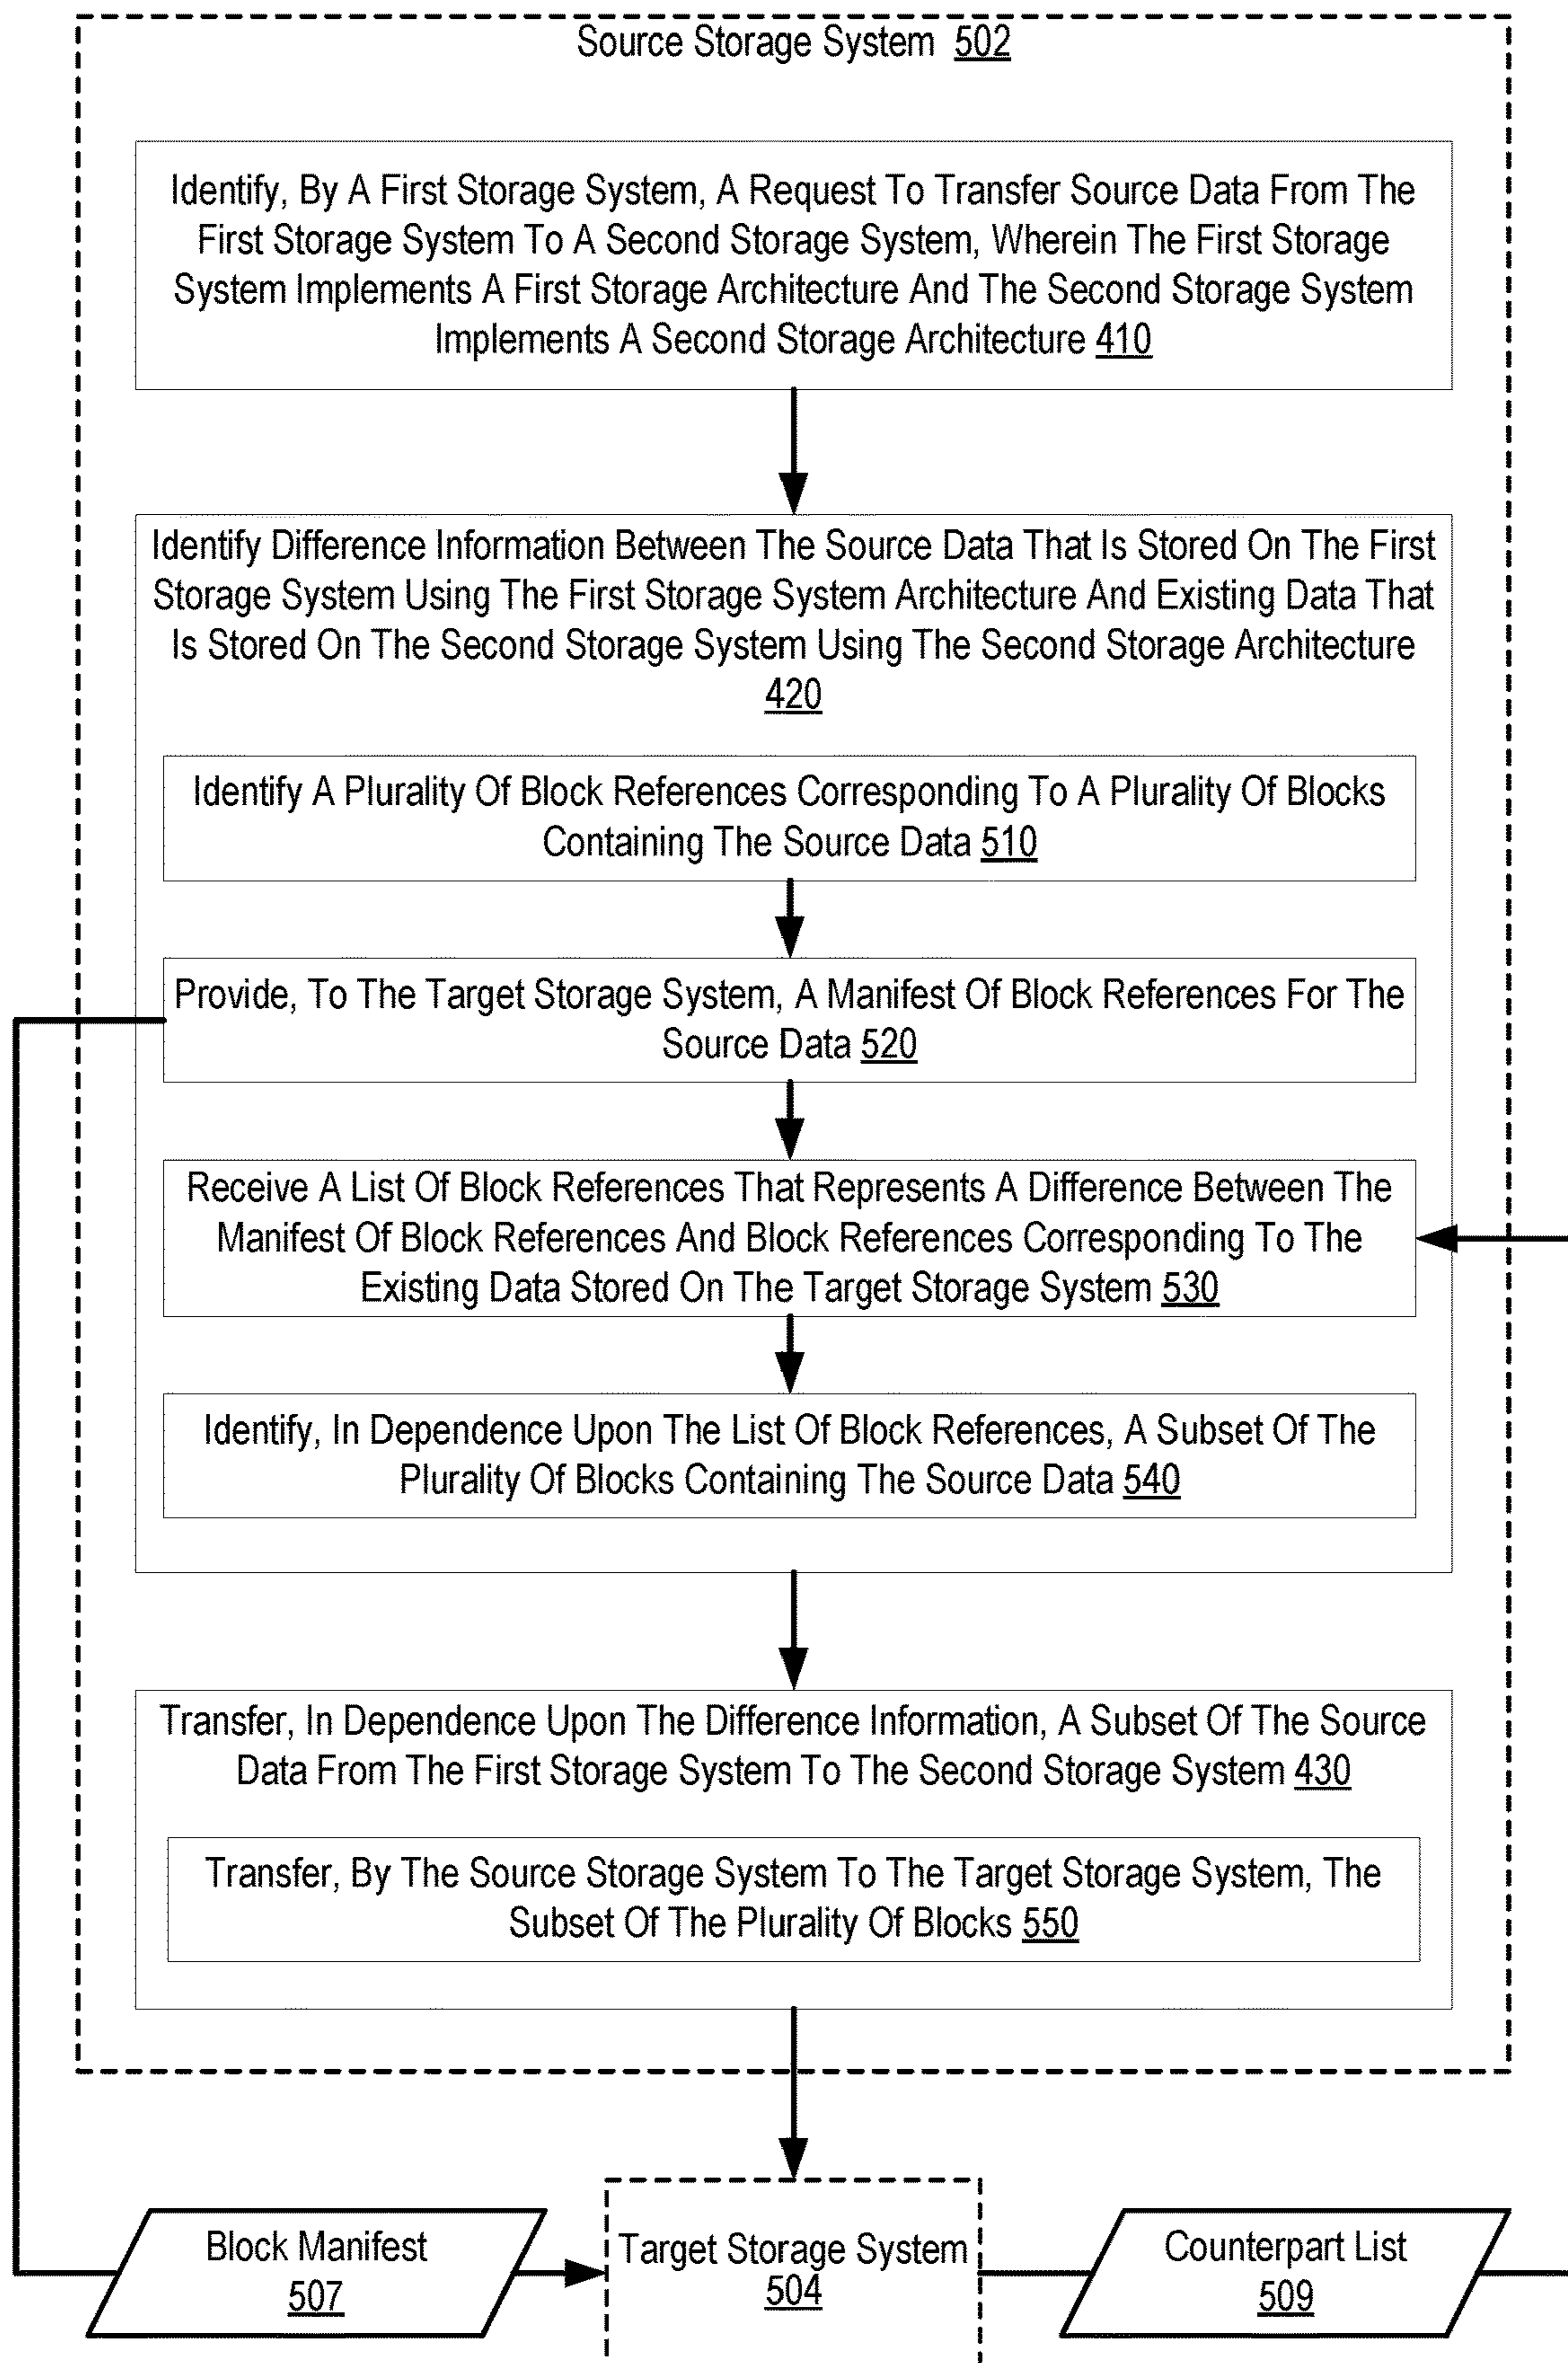 Source Storage System 502
Identify, By A First Storage System, A Request To Transfer Source Data From The
First Storage System To A Second Storage System, Wherein The First Storage
System Implements A First Storage Architecture And The Second Storage System
Implements A Second Storage Architecture 410
Identify Difference Information Between The Source Data That Is Stored On The First
Storage System Using The First Storage System Architecture And Existing Data That
Is Stored On The Second Storage System Using The Second Storage Architecture
420
Identify A Plurality Of Block References Corresponding To A Plurality Of Blocks
Containing The Source Data 510
Provide, To The Target Storage System, A Manifest Of Block References For The
Source Data 520
Receive A List Of Block References That Represents A Difference Between The
Manifest Of Block References And Block References Corresponding To The
Existing Data Stored On The Target Storage System 530
Identify, In Dependence Upon The List Of Block References, A Subset Of The
Plurality Of Blocks Containing The Source Data 540
Transfer, In Dependence Upon The Difference Information, A Subset Of The Source
Data From The First Storage System To The Second Storage System 430
Transfer, By The Source Storage System To The Target Storage System, The
Subset Of The Plurality Of Blocks 550
Block Manifest
507
Target Storage System
504
Counterpart List
509